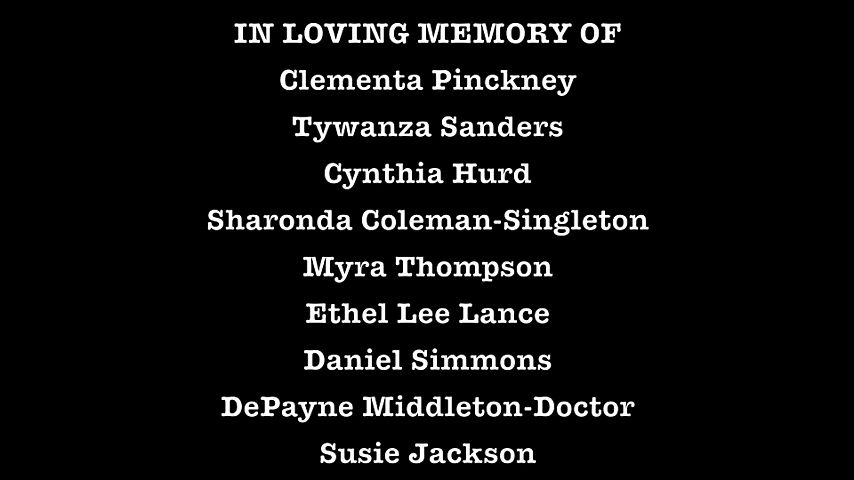 IN LOVING MEMORY OF
Clementa Pinckney
Tywanza Sanders
Cynthia Hurd
Sharonda Coleman-Singleton
Myra Thompson
Ethel Lee Lance
Daniel Simmons
DePayne Middleton-Doctor
Susie Jackson